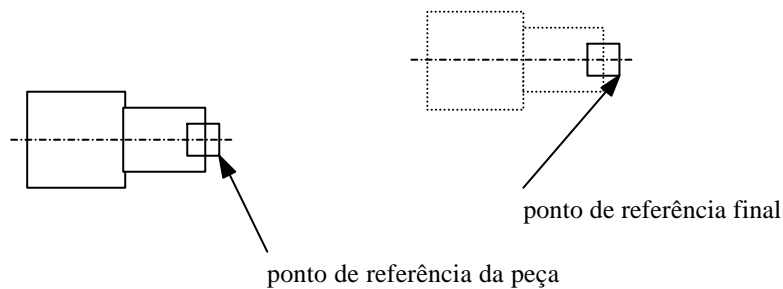 ponto de referência final
ponto de referência da peça